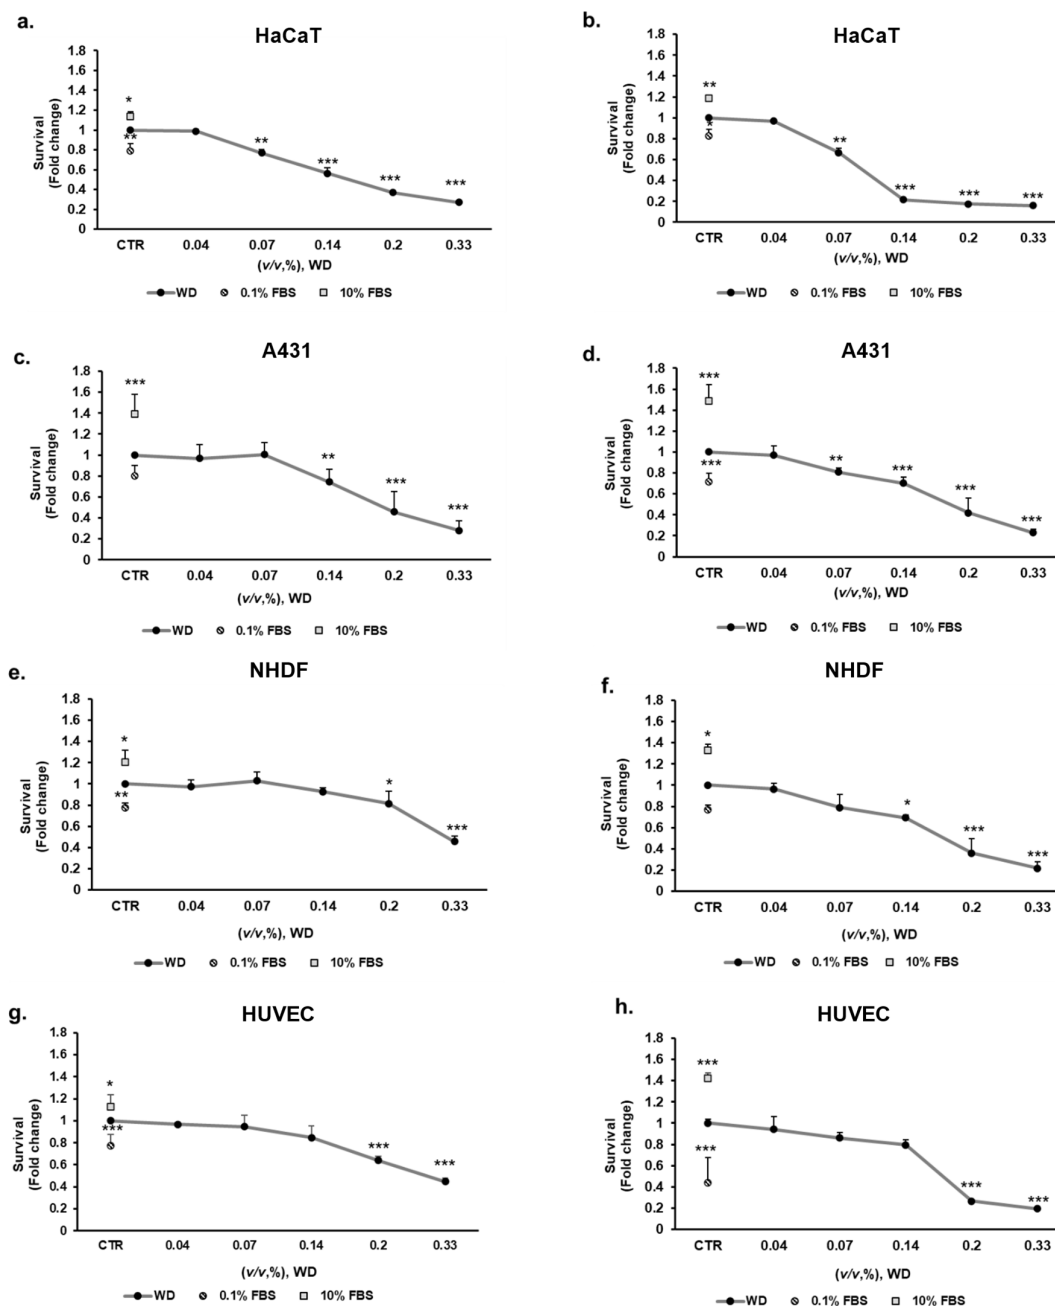 a.
HaCaT
Survival
(Fold change)
1.8
1.6
1.4
1.2
1
0.8
0.6
0.4
0.2
0
*
**
**
***
***
***
CTR 0.04 0.07 0.14 0.2 0.33
(v/v,%), WD
WD 0.1% FBS 10% FBS
b.
HaCaT
Survival
(Fold change)
1.8
1.6
1.4
1.2
1
0.8
0.6
0.4
0.2
0
**
*
**
***
***
***
CTR 0.04 0.07 0.14 0.2 0.33
(v/v,%), WD
WD 0.1% FBS 10% FBS
c.
A431
Survival
(Fold change)
1.8
1.6
1.4
1.2
1
0.8
0.6
0.4
0.2
0
***
**
***
***
CTR 0.04 0.07 0.14 0.2 0.33
(v/v,%), WD
WD 0.1% FBS 10% FBS
d.
A431
Survival
(Fold change)
1.8
1.6
1.4
1.2
1
0.8
0.6
0.4
0.2
0
***
***
**
***
***
***
CTR 0.04 0.07 0.14 0.2 0.33
(v/v,%), WD
WD 0.1% FBS 10% FBS
e.
NHDF
Survival
(Fold change)
1.8
1.6
1.4
1.2
1
0.8
0.6
0.4
0.2
0
*
**
*
***
CTR 0.04 0.07 0.14 0.2 0.33
(v/v,%), WD
WD 0.1% FBS 10% FBS
f.
NHDF
Survival
(Fold change)
1.8
1.6
1.4
1.2
1
0.8
0.6
0.4
0.2
0
*
*
***
***
CTR 0.04 0.07 0.14 0.2 0.33
(v/v,%), WD
WD 0.1% FBS 10% FBS
g.
HUVEC
Survival
(Fold change)
1.8
1.6
1.4
1.2
1
0.8
0.6
0.4
0.2
0
*
***
***
***
CTR 0.04 0.07 0.14 0.2 0.33
(v/v,%), WD
WD 0.1% FBS 10% FBS
h.
HUVEC
Survival
(Fold change)
1.8
1.6
1.4
1.2
1
0.8
0.6
0.4
0.2
0
***
***
***
***
CTR 0.04 0.07 0.14 0.2 0.33
(v/v,%), WD
WD 0.1% FBS 10% FBS